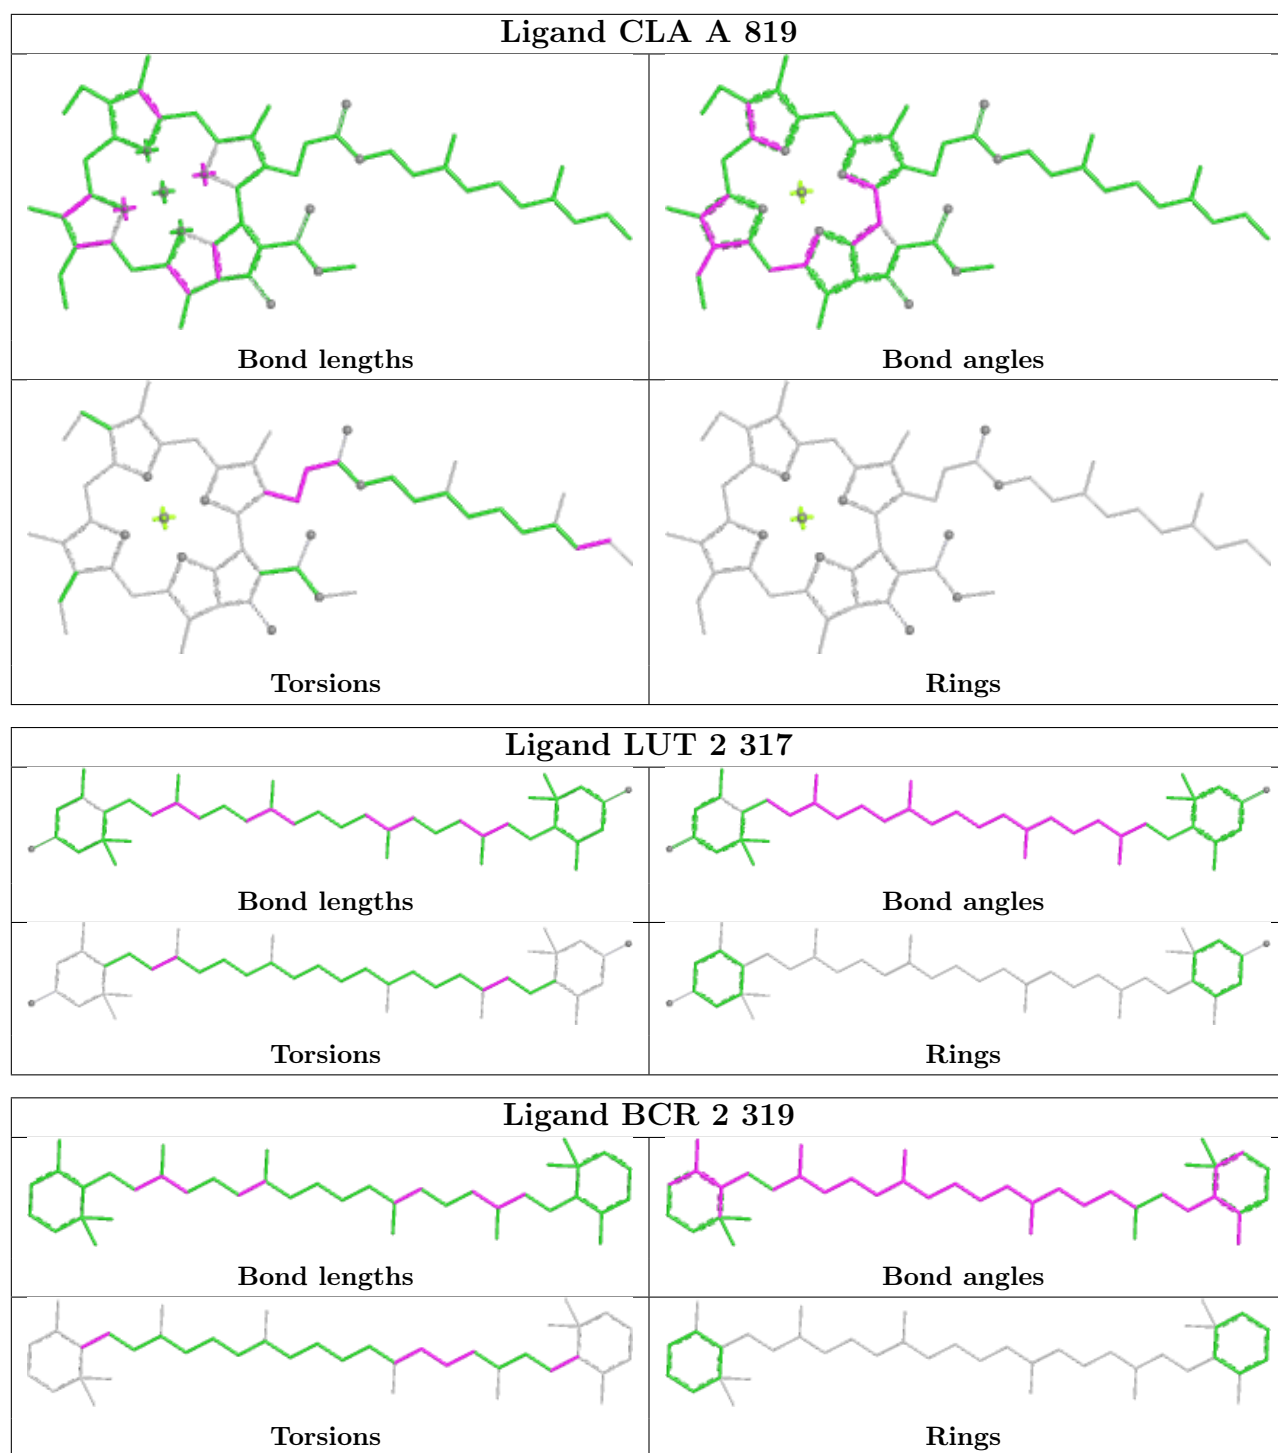 Ligand CLA A 819
Bond lengths
Bond angles
Torsions
Rings
Ligand LUT 2 317
Bond lengths
Bond angles
Torsions
Rings
Ligand BCR 2 319
Bond lengths
Bond angles
Torsions
Rings